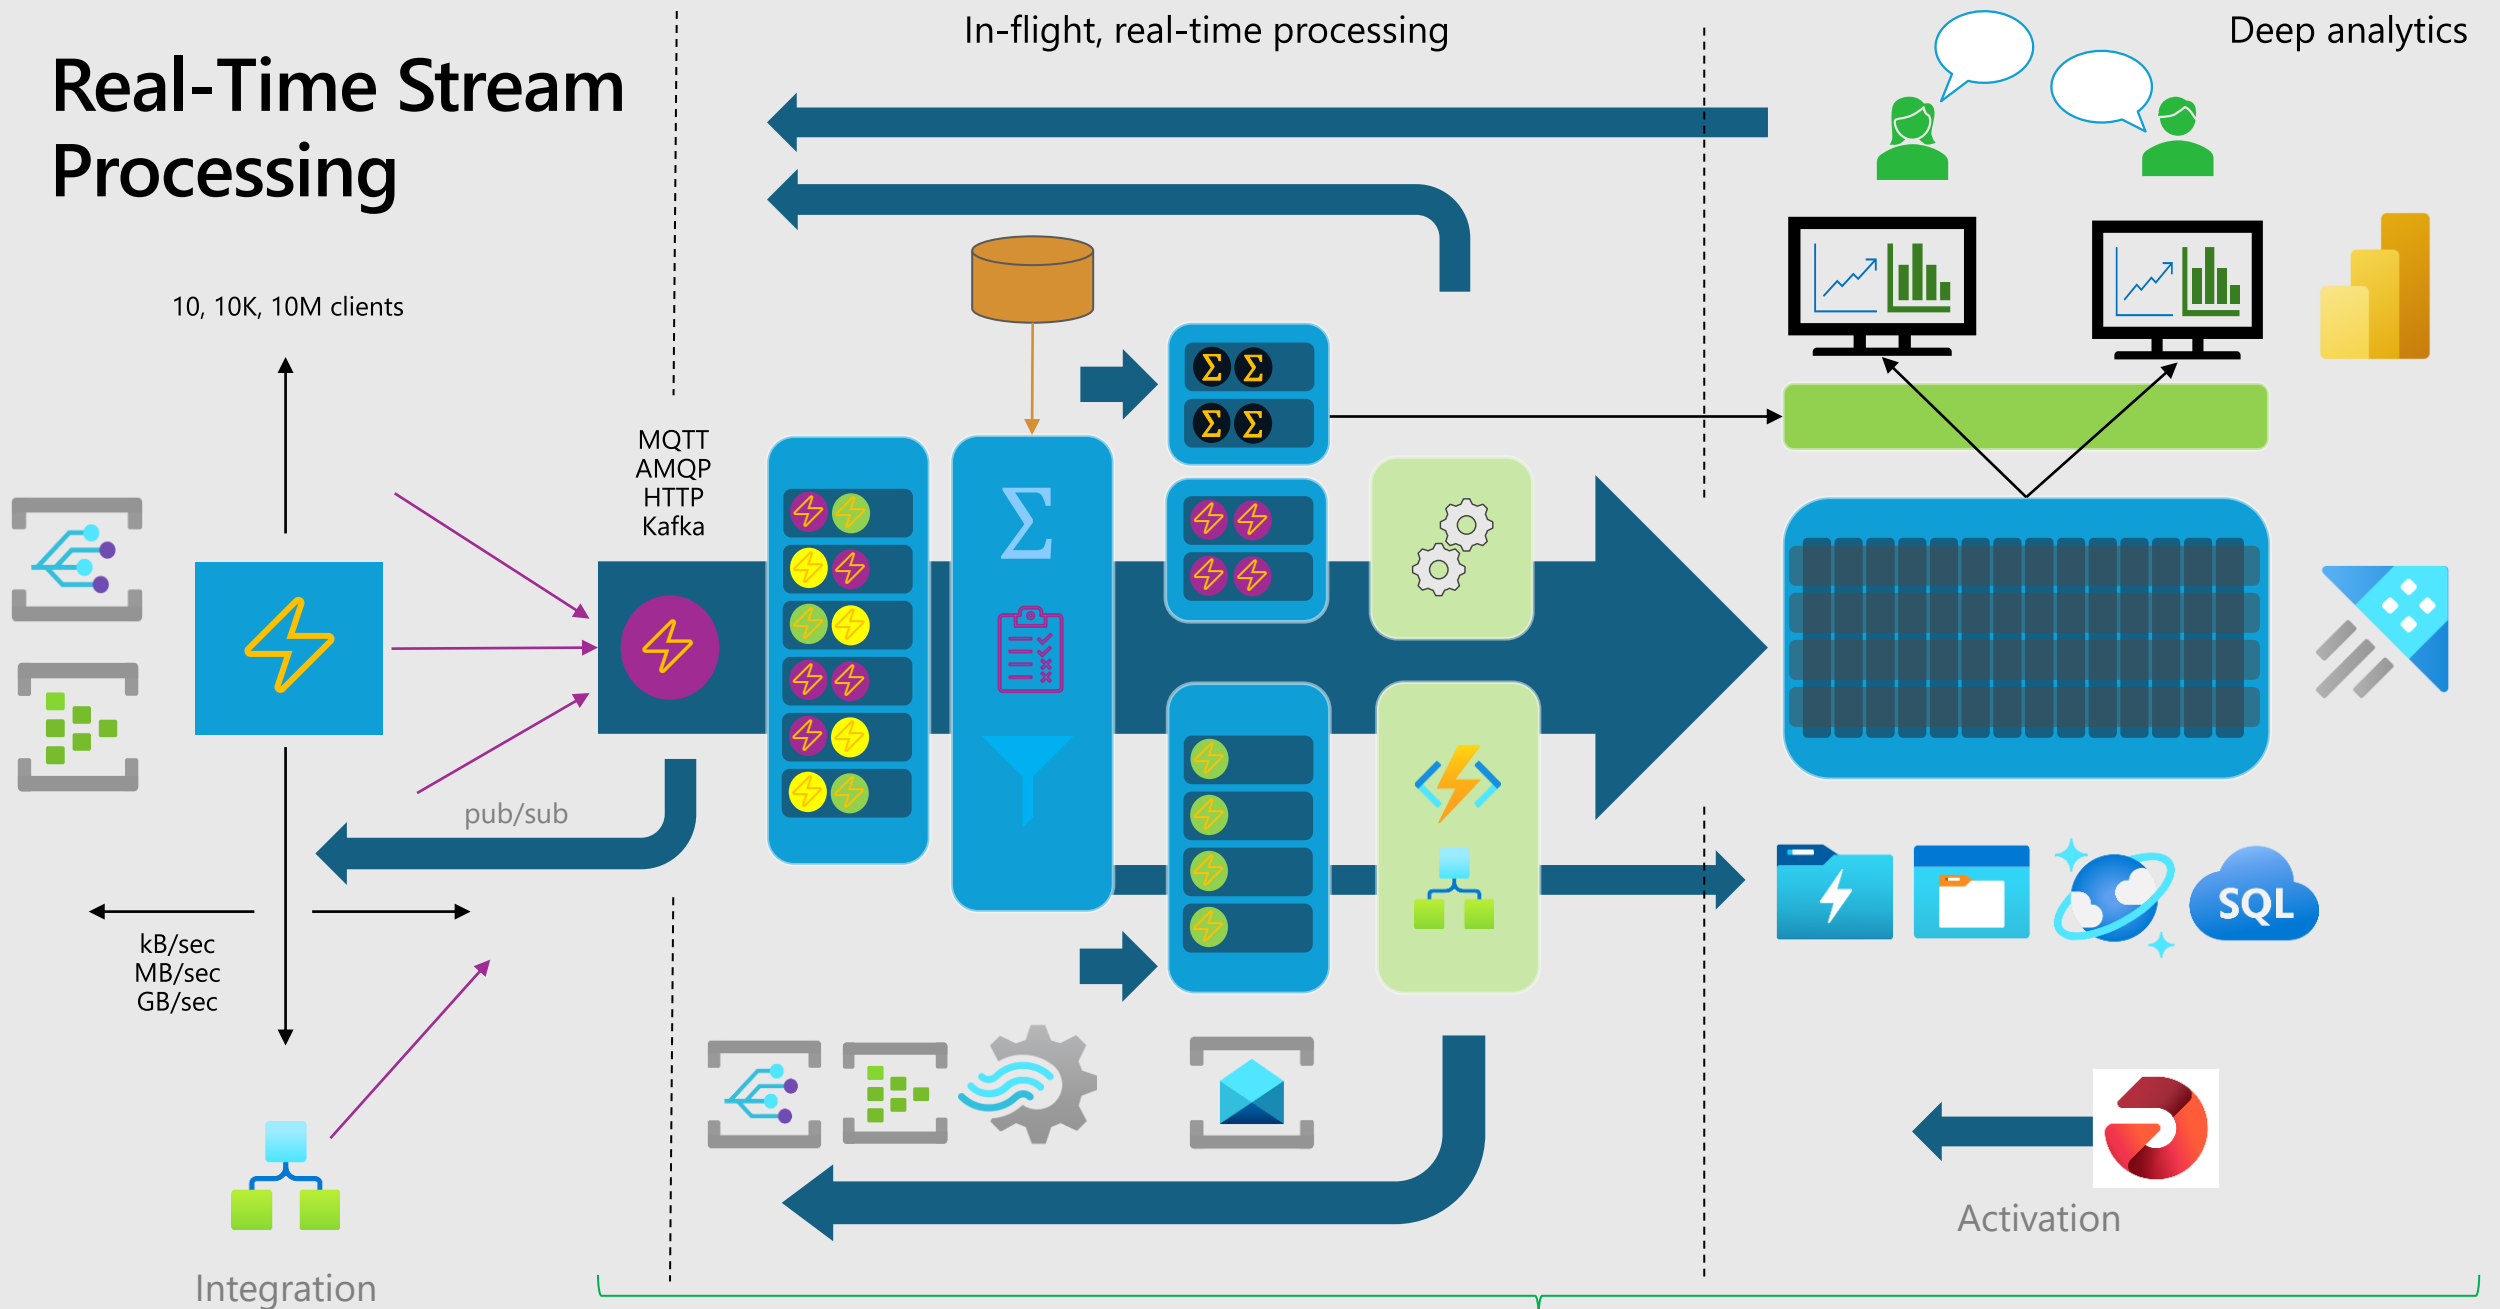 Real-Time Stream
Processing
In-flight, real-time processing
Deep analytics
10, 10K, 10M clients
MQTT
AMQP
HTTP
Kafka
Σ Σ
Σ Σ
Σ
pub/sub
kB/sec
MB/sec
GB/sec
SQL
Activation
Integration